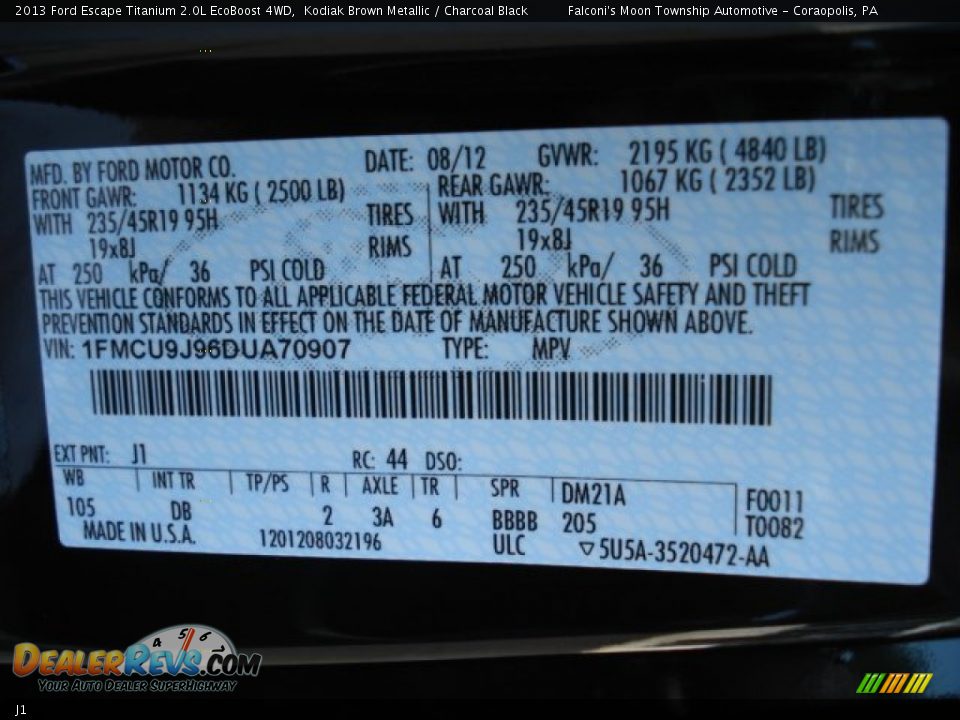 2013 Ford Escape Titanium 2.0L EcoBoost 4WD, Kodiak Brown Metallic / Charcoal Black Falconi's Moon Township Automotive – Coraopolis, PA
MFD. BY FORD MOTOR CO. DATE: 08/12 GVWR: 2195 KG ( 4840 LB)
FRONT GAWR: 1134 KG ( 2500 LB) REAR GAWR: 1067 KG ( 2352 LB)
WITH 235/45R19 95H TIRES WITH 235/45R19 95H TIRES
19x8J RIMS 19x8J RIMS
AT 250 kPa/ 36 PSI COLD AT 250 kPa/ 36 PSI COLD
THIS VEHICLE CONFORMS TO ALL APPLICABLE FEDERAL MOTOR VEHICLE SAFETY AND THEFT
PREVENTION STANDARDS IN EFFECT ON THE DATE OF MANUFACTURE SHOWN ABOVE.
VIN: 1FMCU9J96DUA70907 TYPE: MPV
EXT PNT: J1 RC: 44 DSO:
WB INT TR TP/PS R AXLE TR SPR DM21A F0011
105 DB 2 3A 6 BBBB 205 T0082
MADE IN U.S.A. 1201208032196 ULC ▽5U5A-3520472-AA
DealerRevs.com
Your Auto Dealer SuperHighway
4 5 6
J1